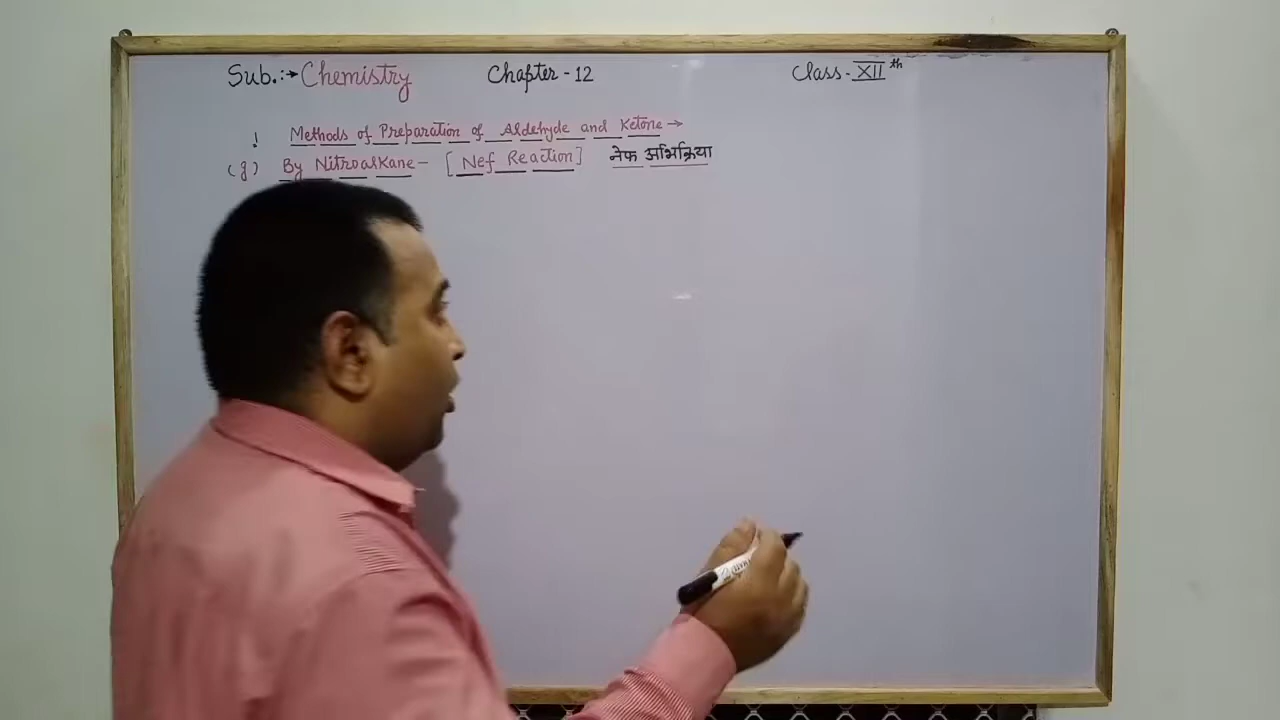 Sub.:→ Chemistry Chapter - 12 Class - XII th
! Methods of Preparation of Aldehyde and Ketone →
(g) By Nitroalkane - [Nef Reaction] नेफ अभिक्रिया